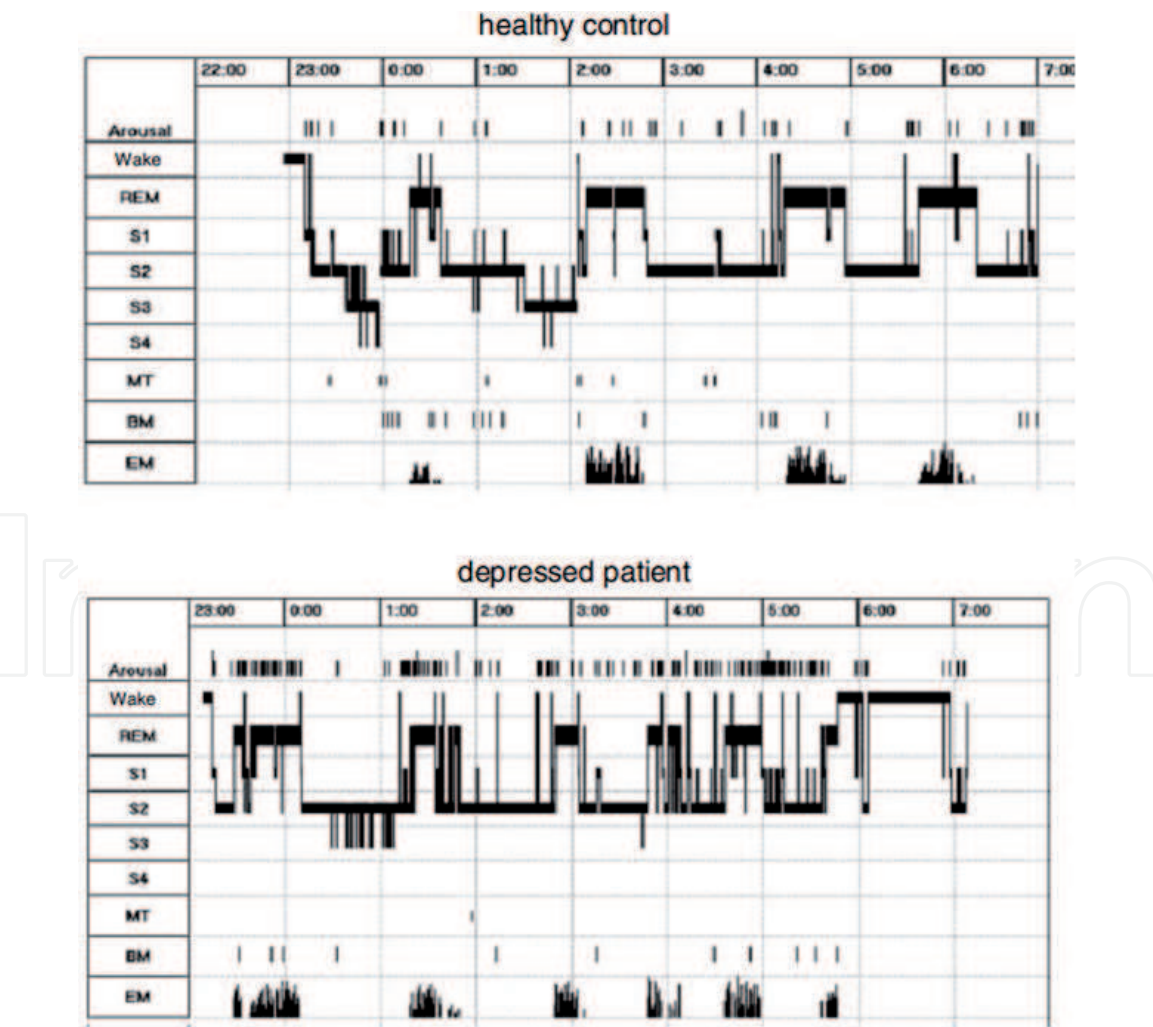 healthy control
22:00 23:00 0:00 1:00 2:00 3:00 4:00 5:00 6:00 7:00
Arousal
Wake
REM
S1
S2
S3
S4
MT
BM
EM
depressed patient
23:00 0:00 1:00 2:00 3:00 4:00 5:00 6:00 7:00
Arousal
Wake
REM
S1
S2
S3
S4
MT
BM
EM